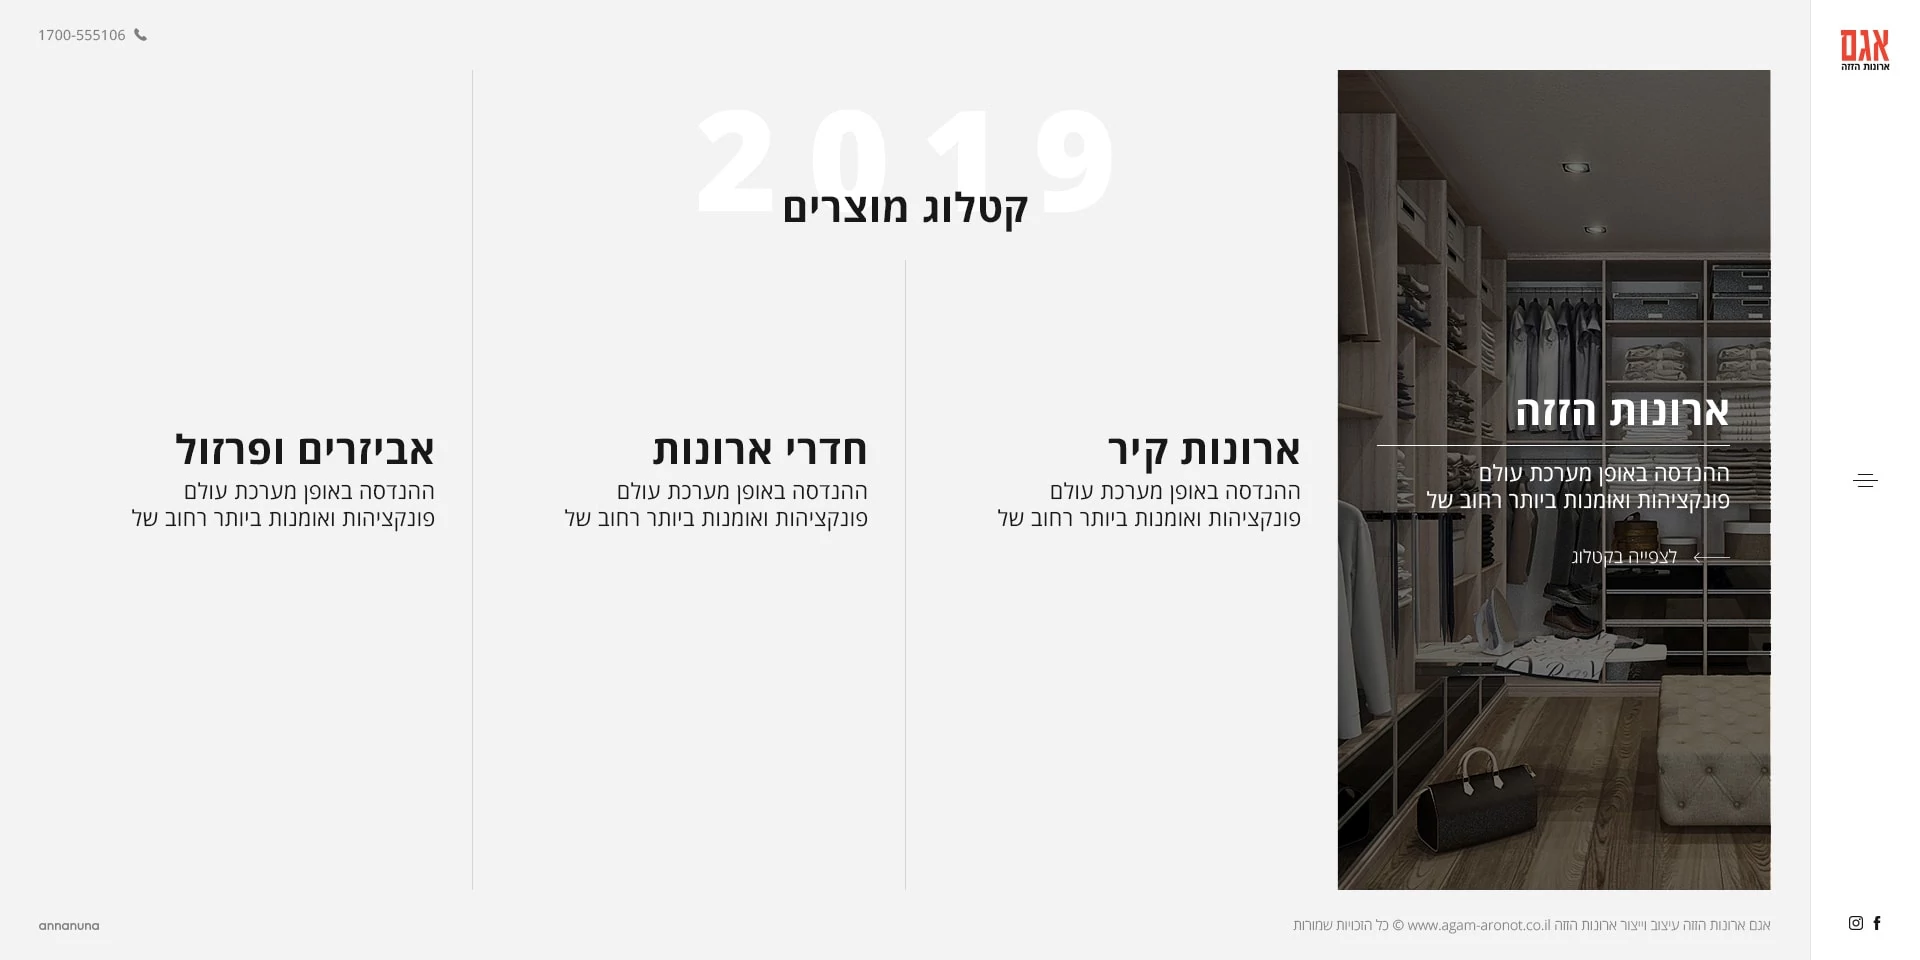 1700-555106
אגם
ארונות הזזה
2019
קטלוג מוצרים
ארונות הזזה
ההנדסה באופן מערכת עולם
פונקציהות ואומנות ביותר רחוב של
לצפייה בקטלוג
ארונות קיר
ההנדסה באופן מערכת עולם
פונקציהות ואומנות ביותר רחוב של
חדרי ארונות
ההנדסה באופן מערכת עולם
פונקציהות ואומנות ביותר רחוב של
אביזרים ופרזול
ההנדסה באופן מערכת עולם
פונקציהות ואומנות ביותר רחוב של
אגם ארונות הזזה עיצוב וייצור ארונות הזזה www.agam-aronot.co.il © כל הזכויות שמורות
annanuna